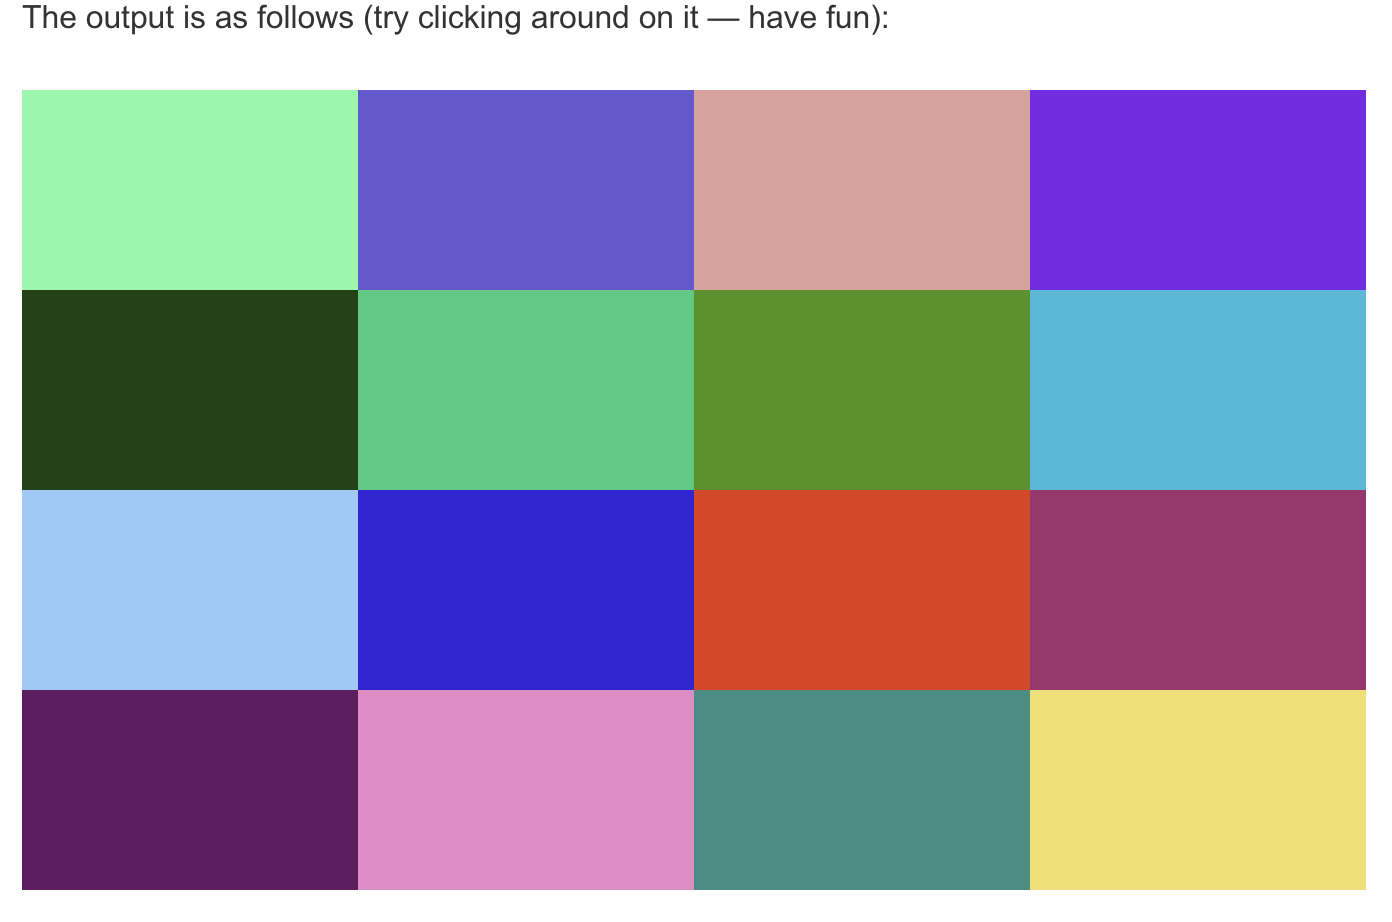 The output is as follows (try clicking around on it — have fun):